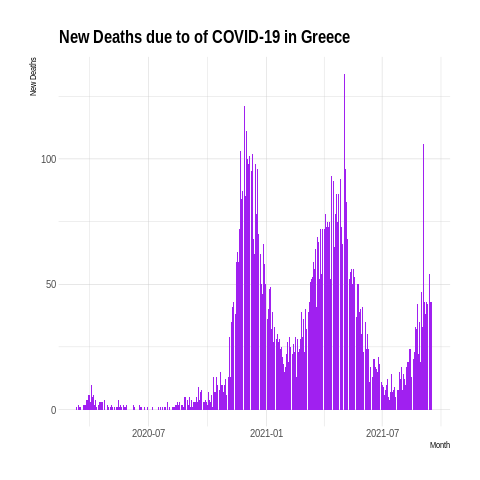 New Deaths due to of COVID-19 in Greece
New Deaths
100
50
0
2020-07
2021-01
2021-07
Month